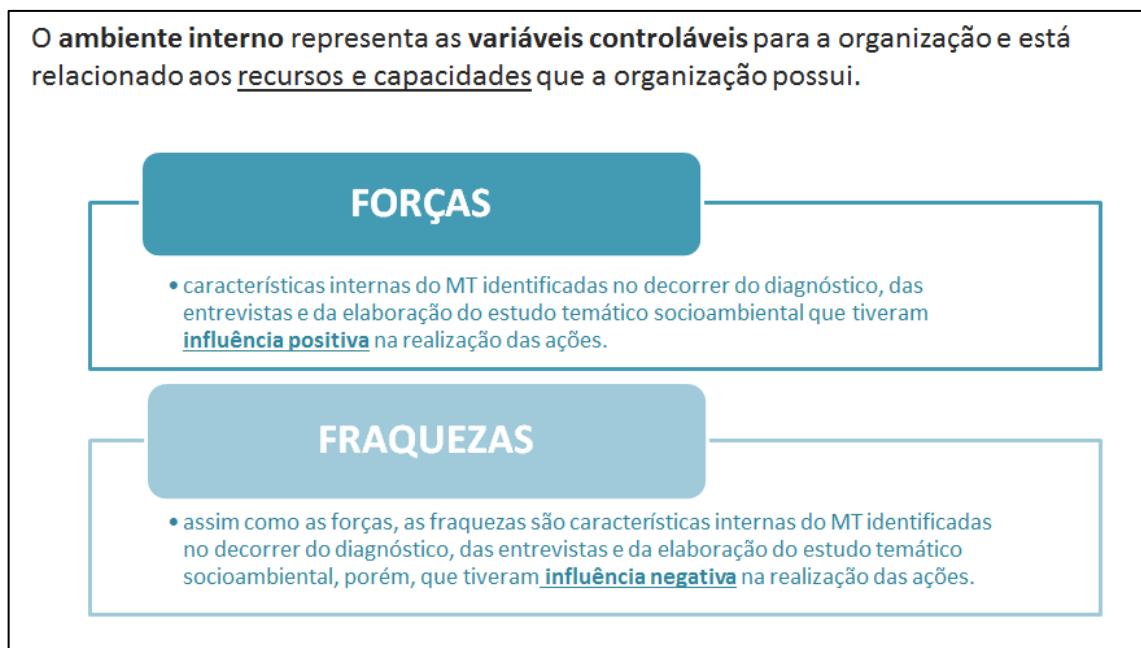 O ambiente interno representa as variáveis controláveis para a organização e está
relacionado aos recursos e capacidades que a organização possui.
FORÇAS
• características internas do MT identificadas no decorrer do diagnóstico, das
entrevistas e da elaboração do estudo temático socioambiental que tiveram
influência positiva na realização das ações.
FRAQUEZAS
• assim como as forças, as fraquezas são características internas do MT identificadas
no decorrer do diagnóstico, das entrevistas e da elaboração do estudo temático
socioambiental, porém, que tiveram influência negativa na realização das ações.